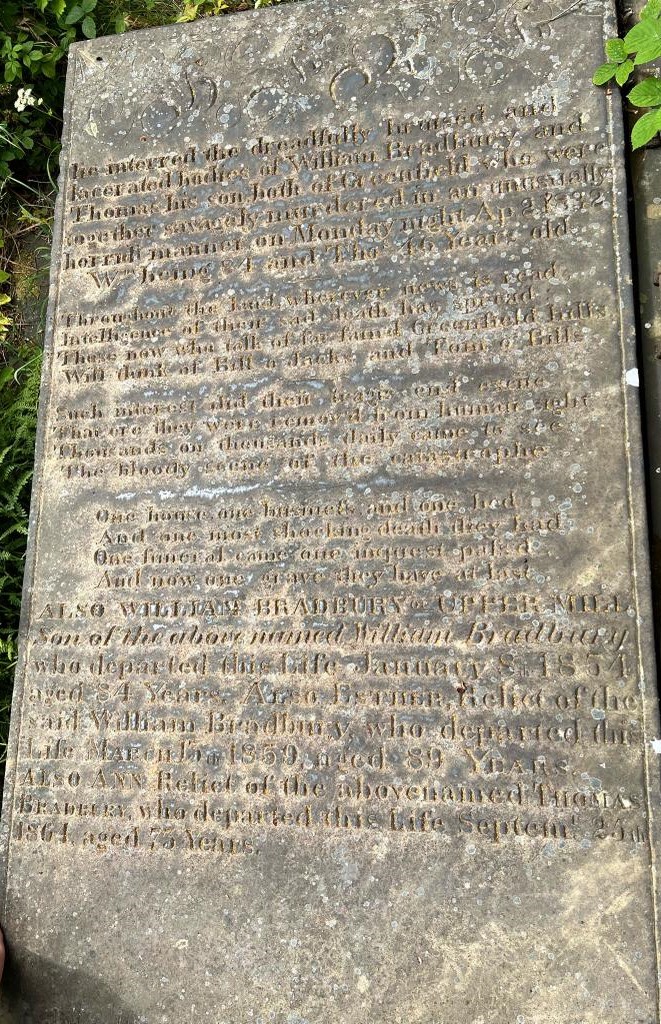 lie interred the dreadfully bruised and
lacerated bodies of William Bradbury and
Thomas his son both of Greenfield who were
together savagely murdered in an unusually
horrid manner on Monday night Ap 2 1832
Wm being 84 and Thos 46 Years old.
Throughout the land wherever news is read
Intelligence of their sad death has spread
Those now who talk of far famd Greenfield hills
Will think of Bill o Jacks and Tom o Bills
Such interest did their tragic end excite
That ere they were removed from human sight
Thousands on thousands daily came to see
The bloody scene of the catastrophe
One house, one business and one bed
And one most shocking death they had
One funeral came one inquest pass'd
And now one grave they have at last.
ALSO WILLIAM BRADBURY OF UPPER MILL
Son of the above named William Bradbury
who departed this Life January 8th 1854
aged 84 Years. ALSO ESTHER, Relict of the
said William Bradbury, who departed this
Life MARCH 1859, aged 89 YEARS.
ALSO ANN Relict of the abovenamed THOMAS
BRADBURY, who departed this Life Septemr 25th
1864, aged 75 Years.